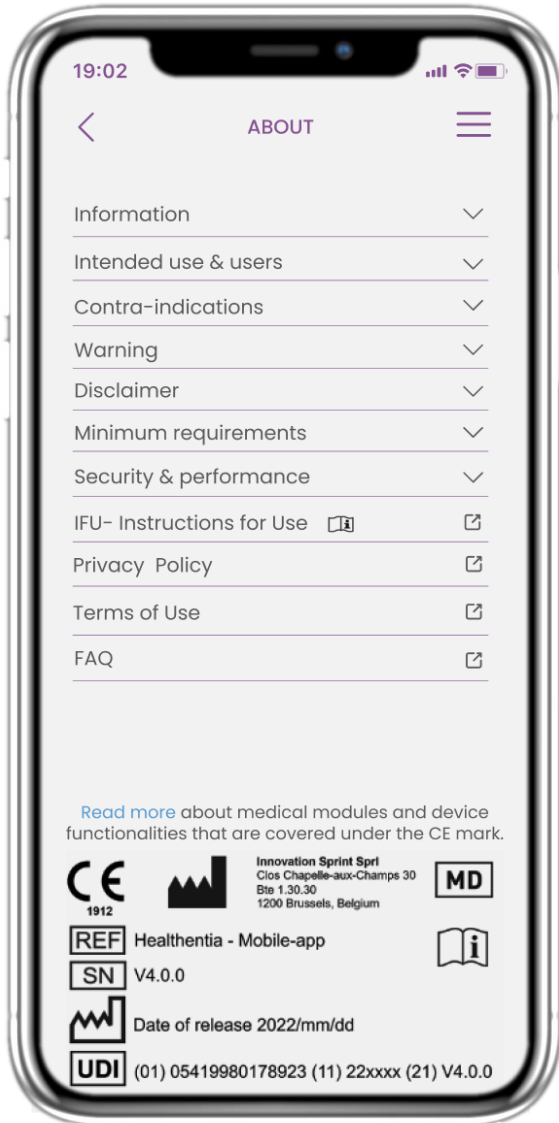 19:02
ABOUT
Information
Intended use & users
Contra-indications
Warning
Disclaimer
Minimum requirements
Security & performance
IFU- Instructions for Use
Privacy Policy
Terms of Use
FAQ
Read more about medical modules and device
functionalities that are covered under the CE mark.
CE
1912
Innovation Sprint Sprl
Clos Chapelle-aux-Champs 30
Bte 1.30.30
1200 Brussels, Belgium
MD
REF Healthentia - Mobile-app
SN V4.0.0
Date of release 2022/mm/dd
UDI (01) 05419980178923 (11) 22xxxx (21) V4.0.0